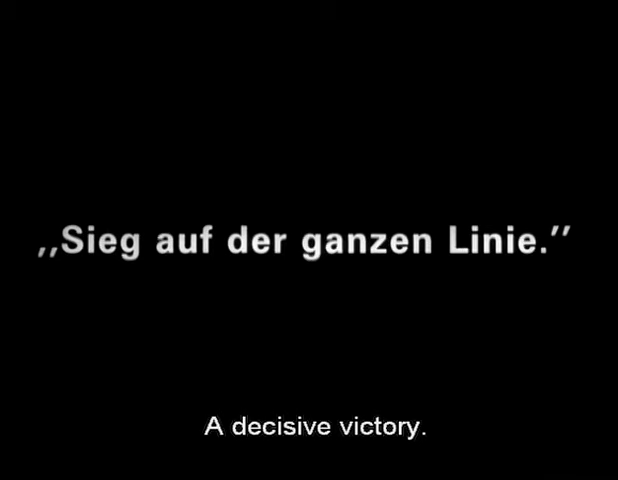 ,,Sieg auf der ganzen Linie.''
A decisive victory.